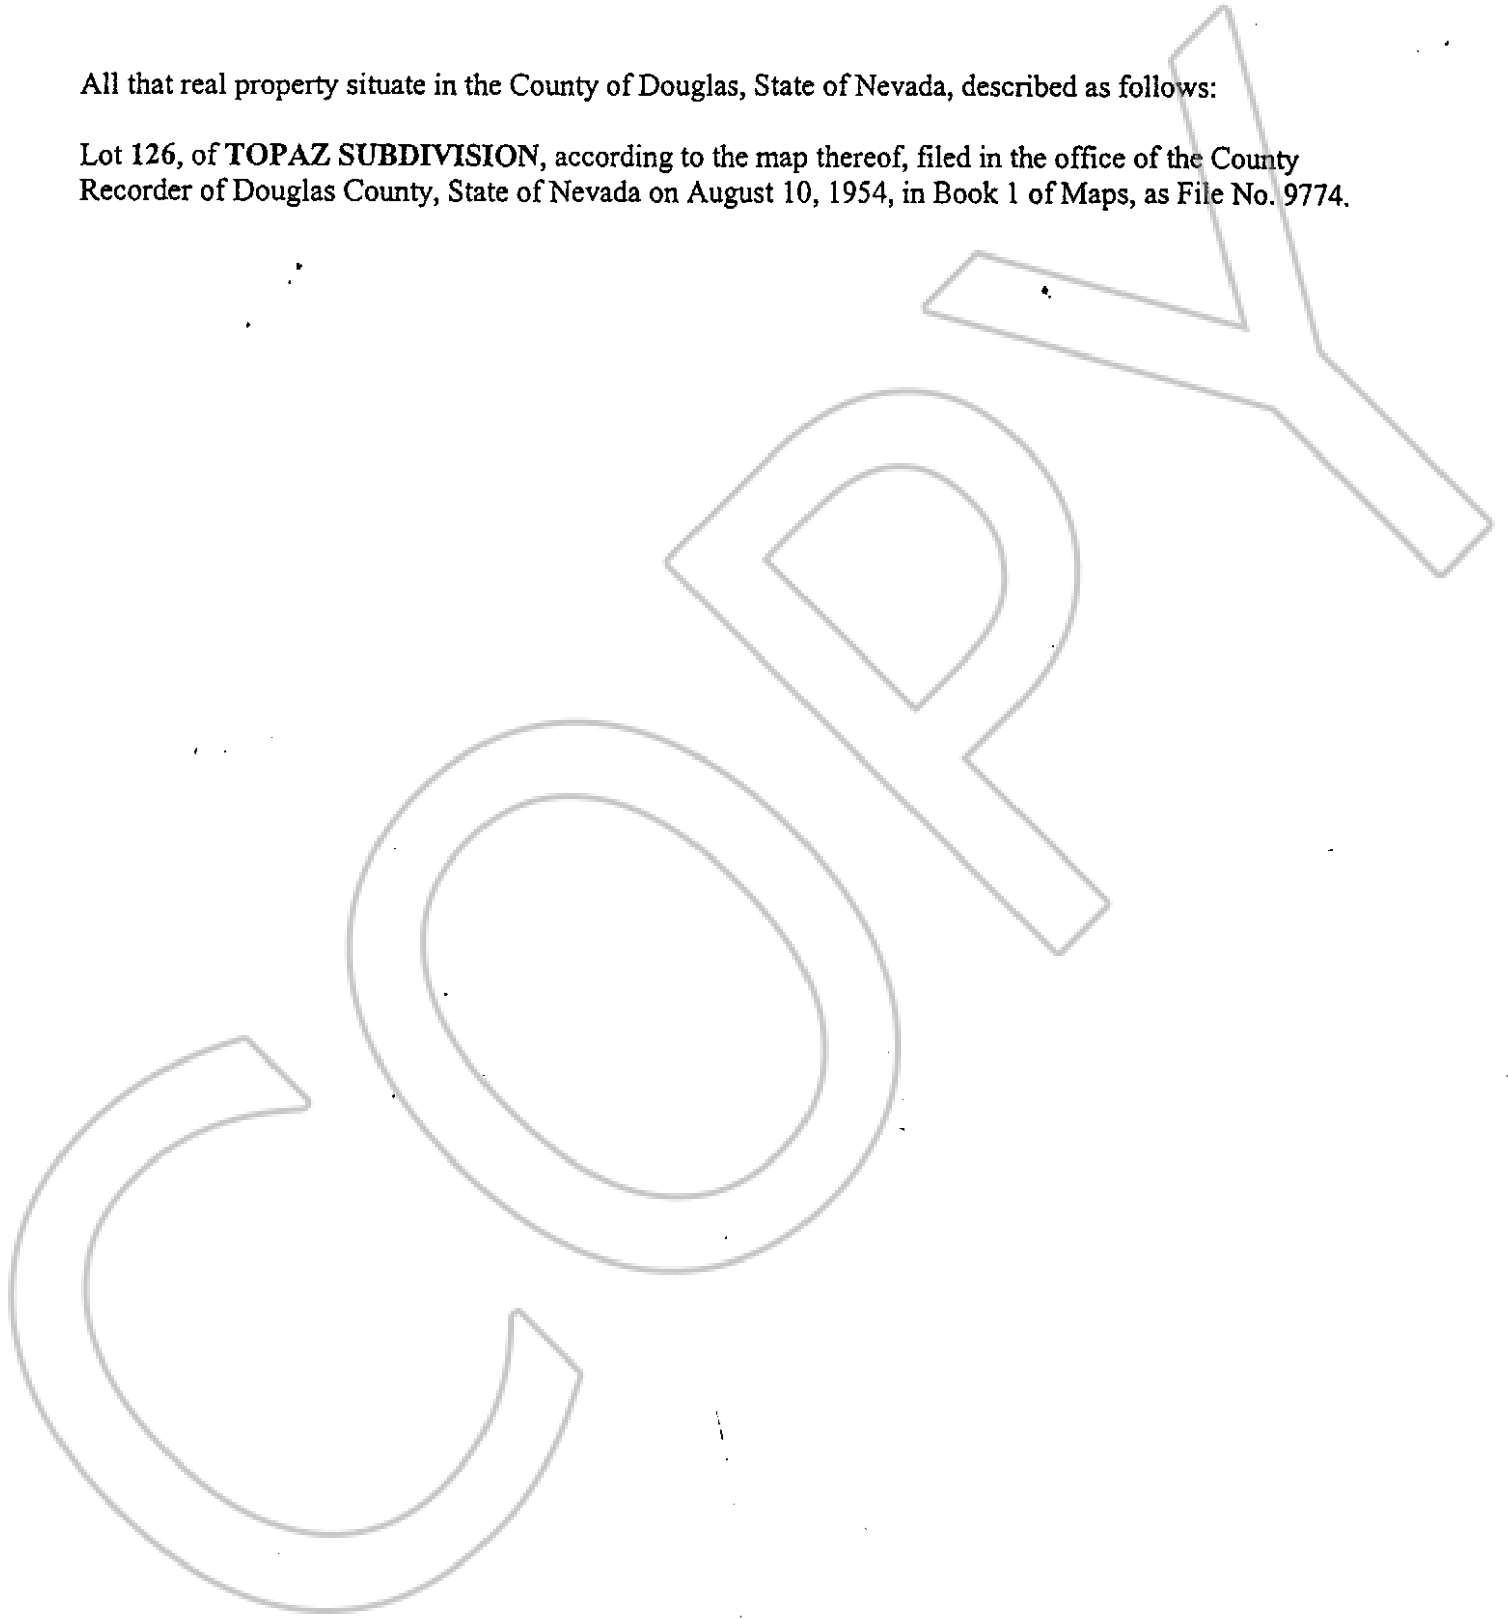 All that real property situate in the County of Douglas, State of Nevada, described as follows:
Lot 126, of TOPAZ SUBDIVISION, according to the map thereof, filed in the office of the County
Recorder of Douglas County, State of Nevada on August 10, 1954, in Book 1 of Maps, as File No. 9774.
COPY